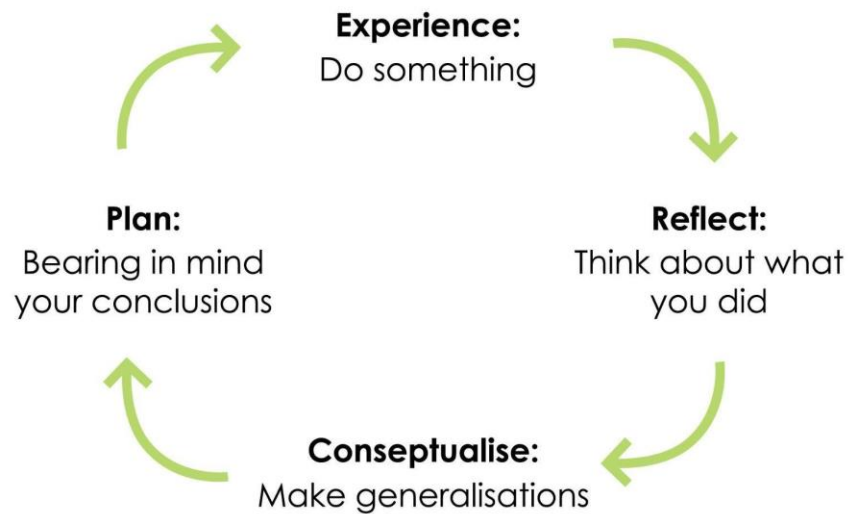 Experience:
Do something
Reflect:
Think about what
you did
Conseptualise:
Make generalisations
Plan:
Bearing in mind
your conclusions